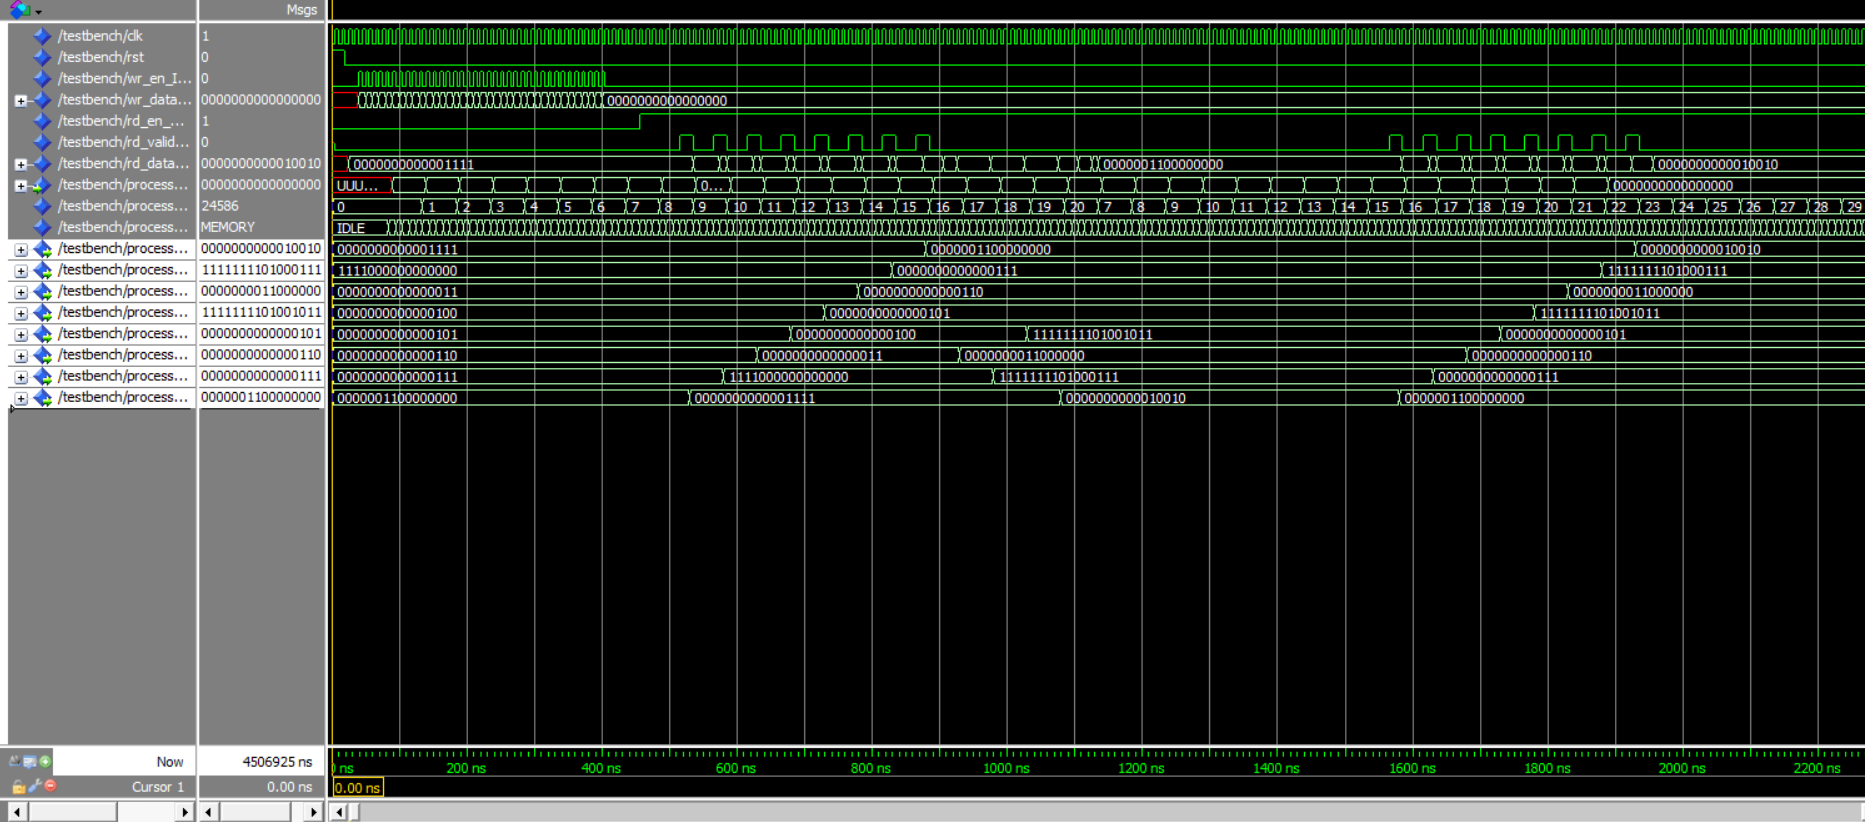 Msgs
/testbench/clk 1
/testbench/rst 0
/testbench/wr_en_I... 0
/testbench/wr_data... 0000000000000000 0000000000000000
/testbench/rd_en_... 1
/testbench/rd_valid... 0
/testbench/rd_data... 0000000000010010 0000000000001111 0000001100000000 0000000000010010
/testbench/process... 0000000000000000 UUU... 0... 0000000000000000
/testbench/process... 24586 0 1 2 3 4 5 6 7 8 9 10 11 12 13 14 15 16 17 18 19 20 7 8 9 10 11 12 13 14 15 16 17 18 19 20 21 22 23 24 25 26 27 28 29
/testbench/process... MEMORY IDLE
/testbench/process... 0000000000010010 0000000000001111 0000001100000000 0000000000010010
/testbench/process... 1111111101000111 1111000000000000 0000000000000111 1111111101000111
/testbench/process... 0000000011000000 0000000000000011 0000000000000110 0000000011000000
/testbench/process... 1111111101001011 0000000000000100 0000000000000101 1111111101001011
/testbench/process... 0000000000000101 0000000000000101 0000000000000100 1111111101001011 0000000000000101
/testbench/process... 0000000000000110 0000000000000110 0000000000000011 0000000011000000 0000000000000110
/testbench/process... 0000000000000111 0000000000000111 1111000000000000 1111111101000111 0000000000000111
/testbench/process... 0000001100000000 0000001100000000 0000000000001111 0000000000010010 0000001100000000
Now 4506925 ns ns 200 ns 400 ns 600 ns 800 ns 1000 ns 1200 ns 1400 ns 1600 ns 1800 ns 2000 ns 2200 ns
Cursor 1 0.00 ns 0.00 ns